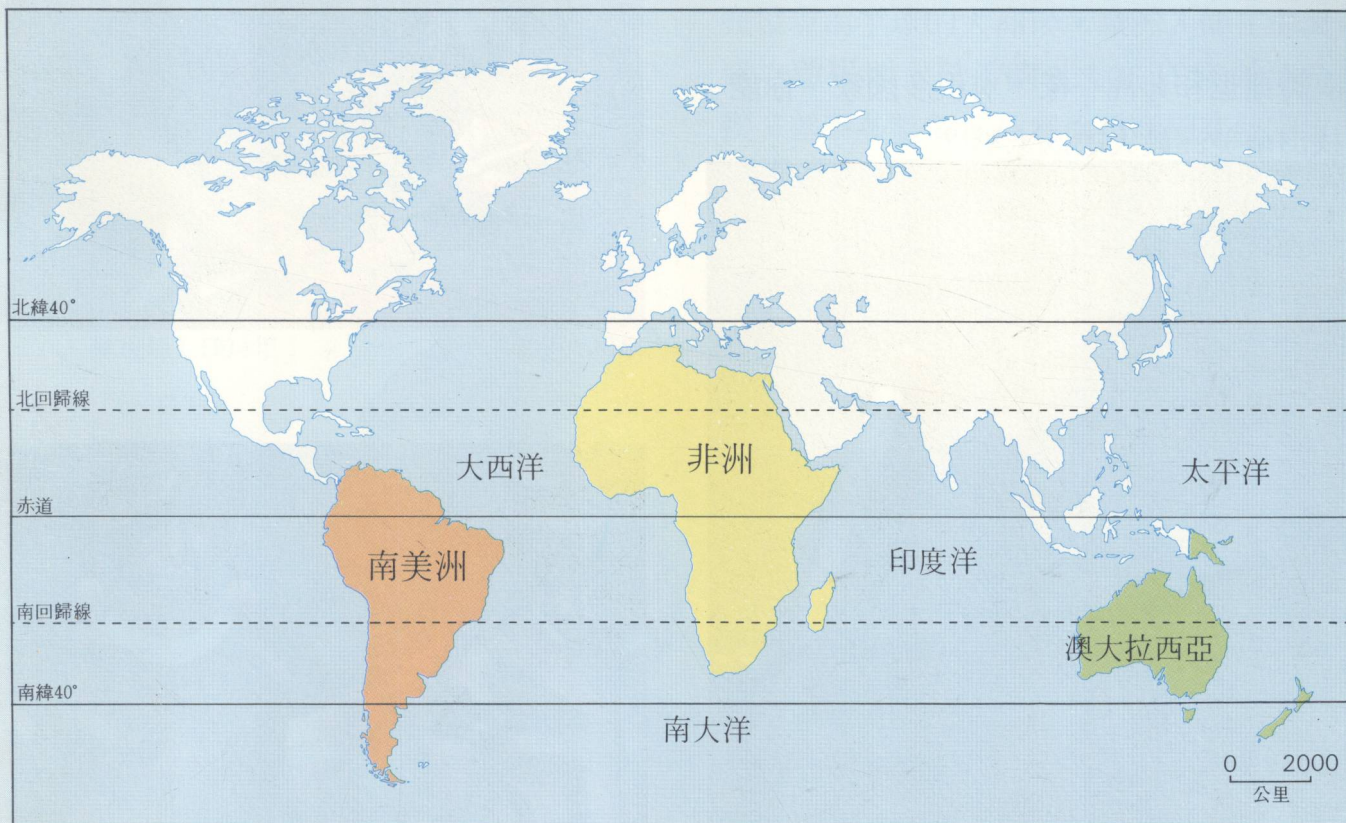 北緯40°
北回歸線
大西洋
非洲
太平洋
赤道
南美洲
印度洋
南回歸線
澳大拉西亞
南緯40°
南大洋
0 2000
公里